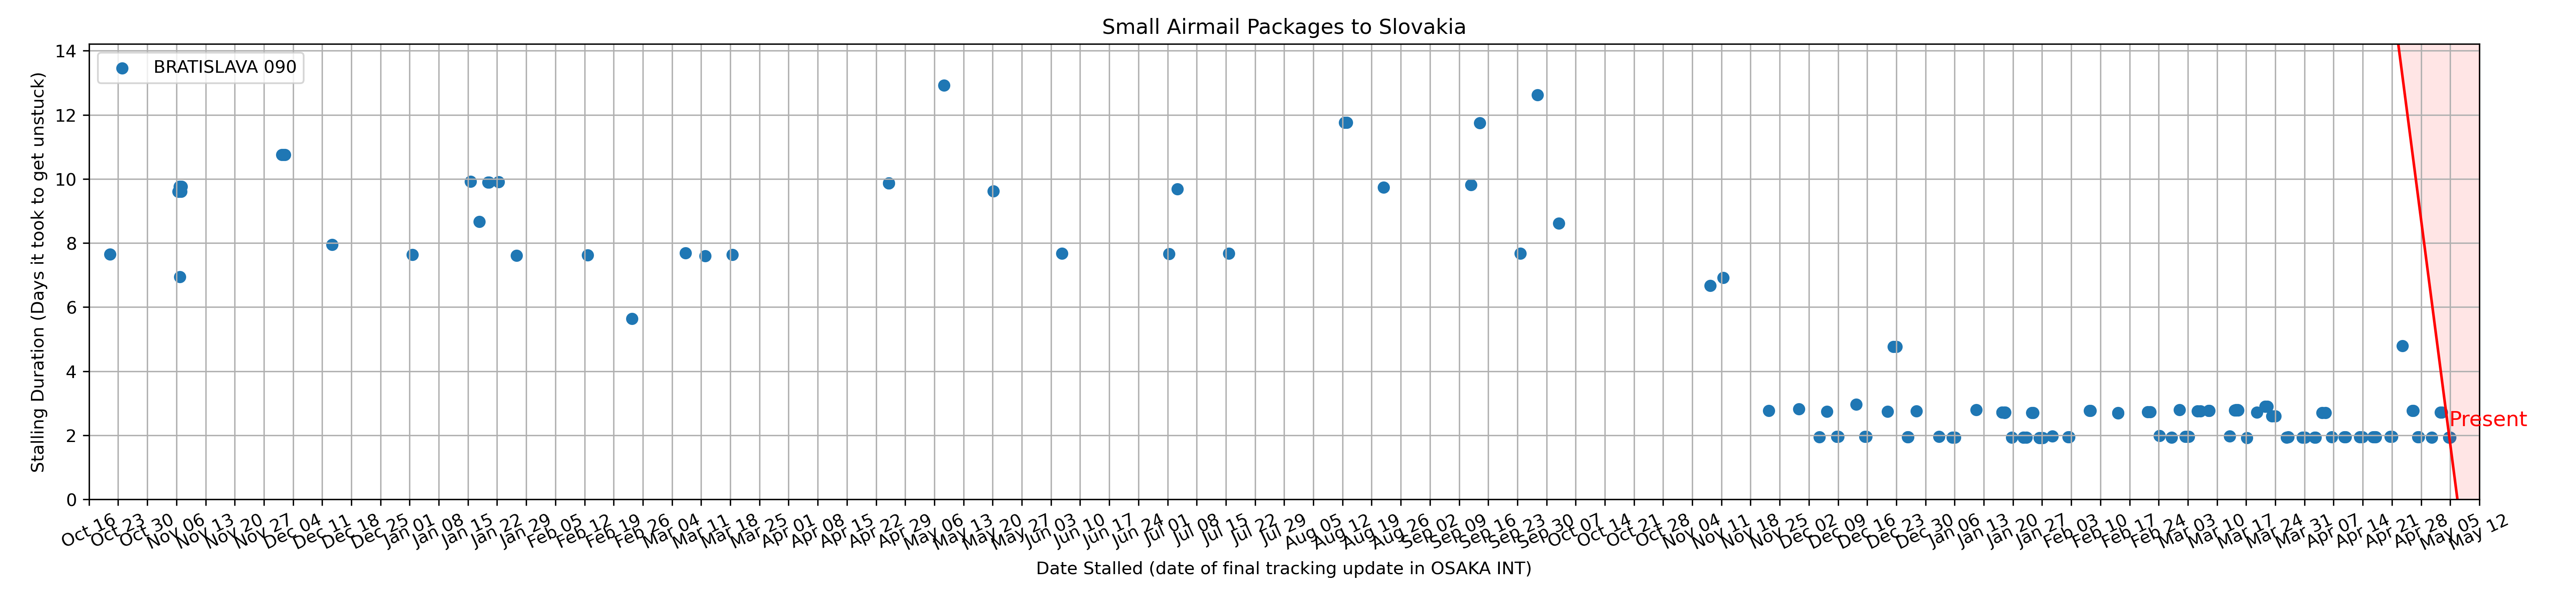 Small Airmail Packages to Slovakia
BRATISLAVA 090
Stalling Duration (Days it took to get unstuck)
14
12
10
8
6
4
2
0
Present
Oct 16
Oct 23
Oct 30
Nov 06
Nov 13
Nov 20
Nov 27
Dec 04
Dec 11
Dec 18
Dec 25
Jan 01
Jan 08
Jan 15
Jan 22
Jan 29
Feb 05
Feb 12
Feb 19
Feb 26
Mar 04
Mar 11
Mar 18
Mar 25
Apr 01
Apr 08
Apr 15
Apr 22
Apr 29
May 06
May 13
May 20
May 27
Jun 03
Jun 10
Jun 17
Jun 24
Jul 01
Jul 08
Jul 15
Jul 22
Jul 29
Aug 05
Aug 12
Aug 19
Aug 26
Sep 02
Sep 09
Sep 16
Sep 23
Sep 30
Oct 07
Oct 14
Oct 21
Oct 28
Nov 04
Nov 11
Nov 18
Nov 25
Dec 02
Dec 09
Dec 16
Dec 23
Dec 30
Jan 06
Jan 13
Jan 20
Jan 27
Feb 03
Feb 10
Feb 17
Feb 24
Mar 03
Mar 10
Mar 17
Mar 24
Mar 31
Apr 07
Apr 14
Apr 21
Apr 28
May 05
May 12
Date Stalled (date of final tracking update in OSAKA INT)